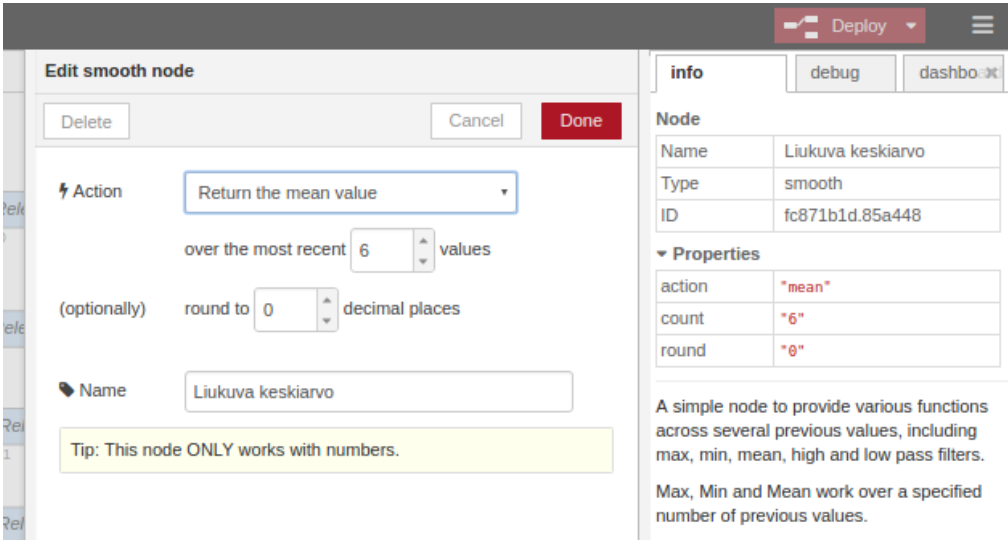 Deploy
Edit smooth node
info
debug
Delete
Cancel
Done
Action
Return the mean value
over the most recent 6 values
(optionally) round to 0 decimal places
Name
Liukuva keskiarvo
Tip: This node ONLY works with numbers.
Node
Name Liukuva keskiarvo
Type smooth
ID fc871b1d.85a448
Properties
action "mean"
count "6"
round "0"
A simple node to provide various functions
across several previous values, including
max, min, mean, high and low pass filters.
Max, Min and Mean work over a specified
number of previous values.